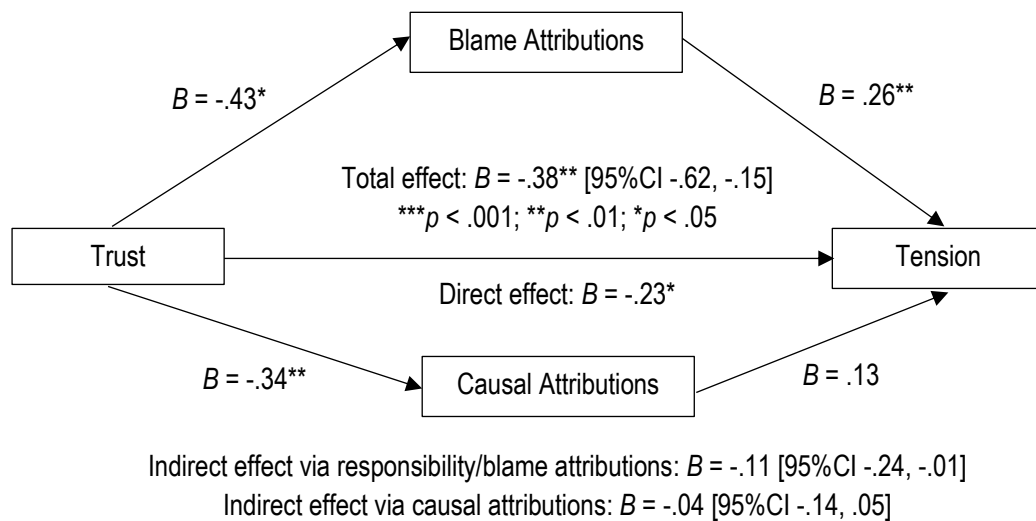 Blame Attributions
B = -.43*
B = .26**
Total effect: B = -.38** [95%CI -.62, -.15]
***p < .001; **p < .01; *p < .05
Trust
Tension
Direct effect: B = -.23*
B = -.34**
Causal Attributions
B = .13
Indirect effect via responsibility/blame attributions: B = -.11 [95%CI -.24, -.01]
Indirect effect via causal attributions: B = -.04 [95%CI -.14, .05]